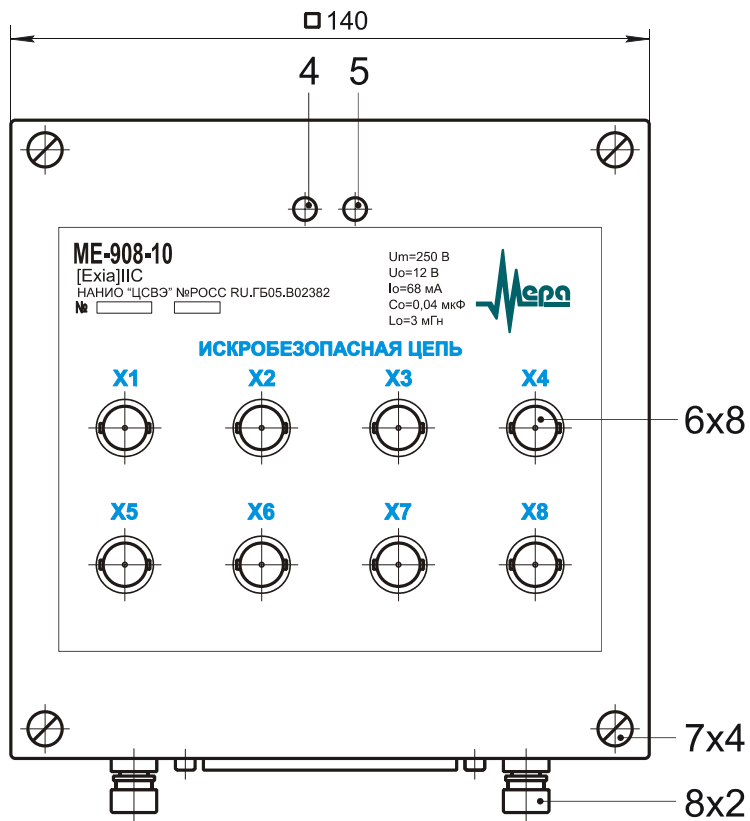 □ 140
4 5
МЕ-908-10
[Exia]IIC
НАНИО "ЦСВЭ" №РОСС RU.ГБ05.В02382
№
Um=250 В
Uo=12 В
Io=68 мА
Co=0,04 мкФ
Lo=3 мГн
Мера
ИСКРОБЕЗОПАСНАЯ ЦЕПЬ
X1 X2 X3 X4
6x8
X5 X6 X7 X8
7x4
8x2